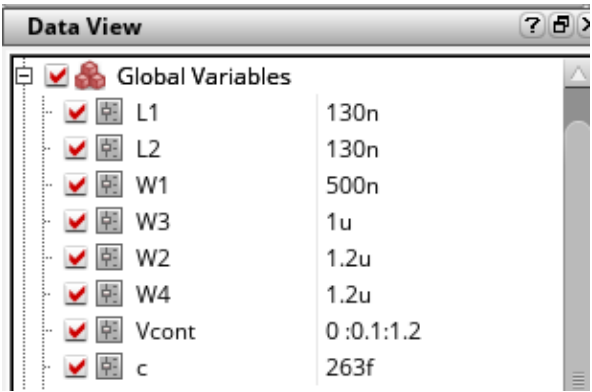 Data View
Global Variables
L1 130n
L2 130n
W1 500n
W3 1u
W2 1.2u
W4 1.2u
Vcont 0 :0.1:1.2
c 263f